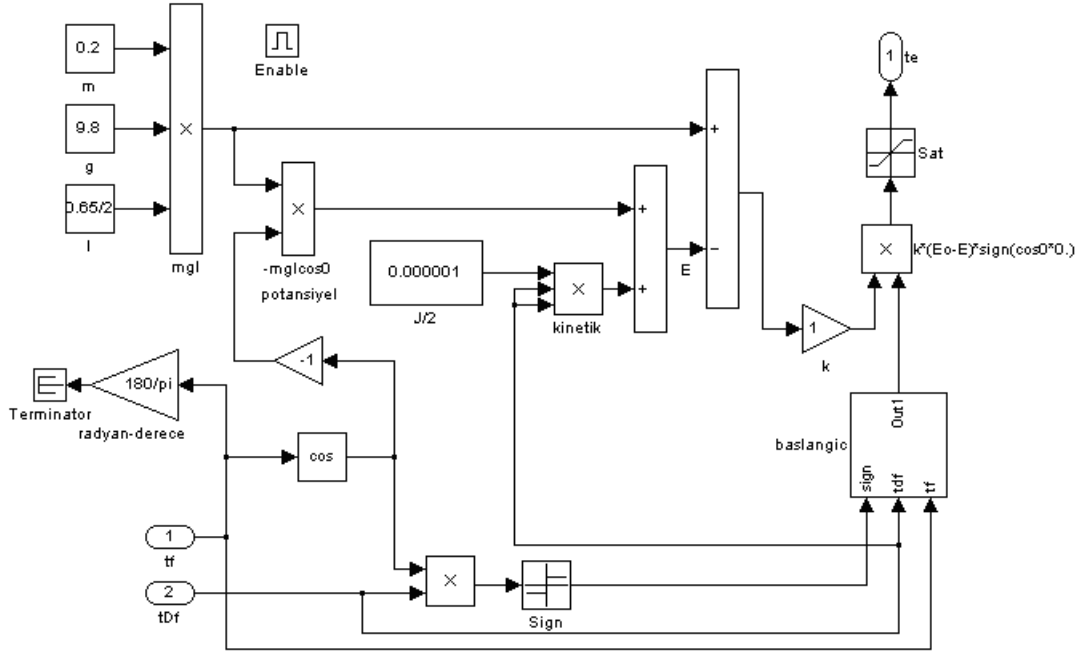 0.2
m
Enable
1
te
9.8
g
×
+
Sat
0.65/2
l
mgl
×
-mglcos0
potansiyel
+
−
E
×
k*(Eo-E)*sign(cos0*0.)
0.000001
J/2
×
kinetik
+
1
k
-1
180/pi
Terminator
radyan-derece
cos
baslangic
Out1
sign
tdf
tf
1
tf
2
tDf
×
Sign